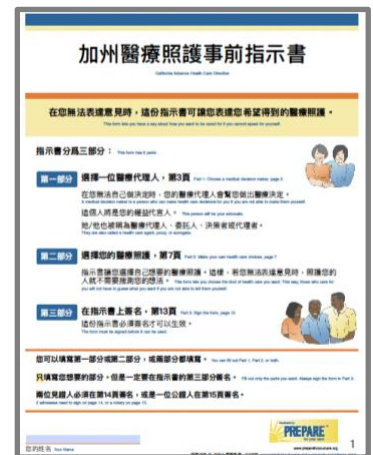 加州醫療照護事前指示書
California Advance Health Care Directive
在您無法表達意見時，這份指示書可讓您表達您希望得到的醫療照護。
This form lets you have a say about how you want to be cared for if you cannot speak for yourself.
指示書分爲三部分： This form has 3 parts:
第一部分 選擇一位醫療代理人，第3頁 Part 1: Choose a medical decision maker, page 3
在您無法自己做決定時，您的醫療代理人會幫您做出醫療決定。
A medical decision maker is a person who can make health care decisions for you if you are not able to make them yourself.
這個人將是您的權益代言人。 This person will be your advocate.
她/他也被稱為醫療代理人、委託人、決策者或代理者。
They are also called a health care agent, proxy, or surrogate.
第二部分 選擇您的醫療照護，第7頁 Part 2: Make your own health care choices, page 7
指示書讓您選擇自己想要的醫療照護。這樣，若您無法表達意見時，照護您的
人就不需要揣測您的想法。 This form lets you choose the kind of health care you want. This way, those who care for
you will not have to guess what you want if you are not able to tell them yourself.
第三部分 在指示書上簽名，第13頁 Part 3: Sign the form, page 13
這份指示書必須簽名才可以生效。
The form must be signed before it can be used.
您可以填寫第一部分或第二部分，或兩部分都填寫。 You can fill out Part 1, Part 2, or both.
只填寫您想要的部分，但是一定要在指示書的第三部分簽名。 Fill out only the parts you want. Always sign the form in Part 3.
兩位見證人必須在第14頁簽名，或是一位公證人在第15頁簽名。
2 witnesses need to sign on page 14, or a notary on page 15.
PREPARE
for your care
您的姓名 Your Name
www.prepareforyourcare.org
1